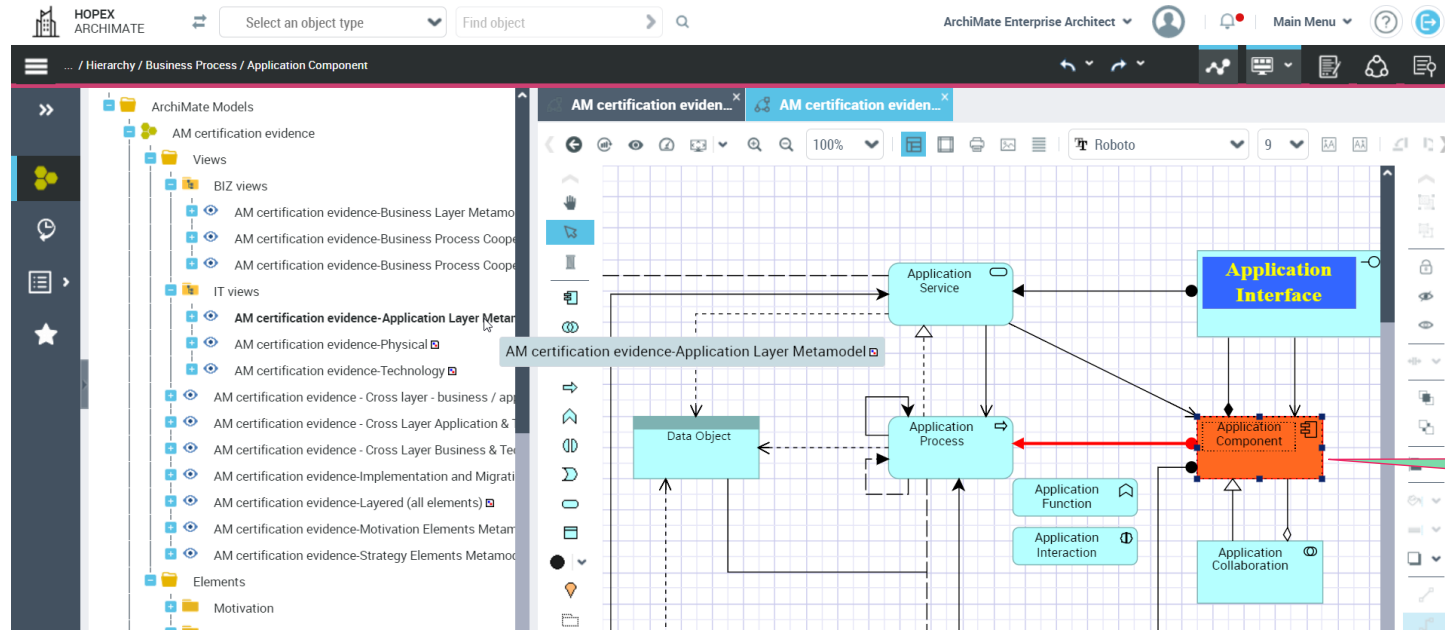 HOPEX
ARCHIMATE
Select an object type
Find object
ArchiMate Enterprise Architect
Main Menu
?
... / Hierarchy / Business Process / Application Component
ArchiMate Models
AM certification evidence
Views
BIZ views
AM certification evidence-Business Layer Metamo
AM certification evidence-Business Process Coope
AM certification evidence-Business Process Coope
IT views
AM certification evidence-Application Layer Metan
AM certification evidence-Physical
AM certification evidence-Technology
AM certification evidence - Cross layer - business / app
AM certification evidence - Cross Layer Application & T
AM certification evidence - Cross Layer Business & Tec
AM certification evidence-Implementation and Migrati
AM certification evidence-Layered (all elements)
AM certification evidence-Motivation Elements Metam
AM certification evidence-Strategy Elements Metamod
Elements
Motivation
AM certification evidence-Application Layer Metamodel
AM certification eviden...
AM certification eviden...
100%
Roboto
9
Application
Service
Application
Interface
Data Object
Application
Process
Application
Component
Application
Function
Application
Interaction
Application
Collaboration